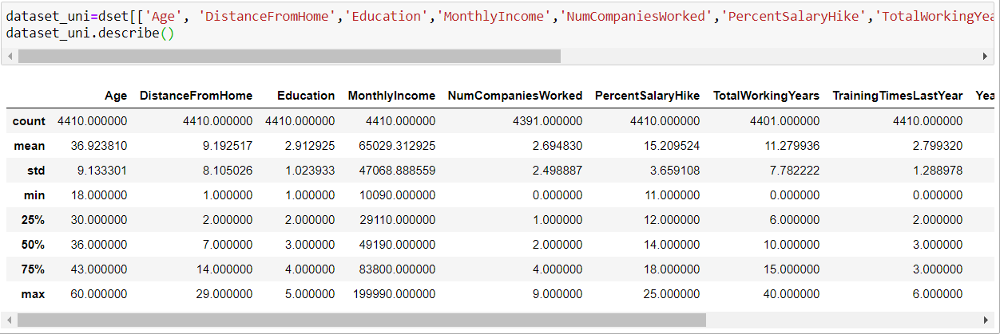 dataset_uni=dset[['Age', 'DistanceFromHome','Education','MonthlyIncome','NumCompaniesWorked','PercentSalaryHike','TotalWorkingYea
dataset_uni.describe()
Age DistanceFromHome Education MonthlyIncome NumCompaniesWorked PercentSalaryHike TotalWorkingYears TrainingTimesLastYear Yea
count 4410.000000 4410.000000 4410.000000 4410.000000 4391.000000 4410.000000 4401.000000 4410.000000
mean 36.923810 9.192517 2.912925 65029.312925 2.694830 15.209524 11.279936 2.799320
std 9.133301 8.105026 1.023933 47068.888559 2.498887 3.659108 7.782222 1.288978
min 18.000000 1.000000 1.000000 10090.000000 0.000000 11.000000 0.000000 0.000000
25% 30.000000 2.000000 2.000000 29110.000000 1.000000 12.000000 6.000000 2.000000
50% 36.000000 7.000000 3.000000 49190.000000 2.000000 14.000000 10.000000 3.000000
75% 43.000000 14.000000 4.000000 83800.000000 4.000000 18.000000 15.000000 3.000000
max 60.000000 29.000000 5.000000 199990.000000 9.000000 25.000000 40.000000 6.000000